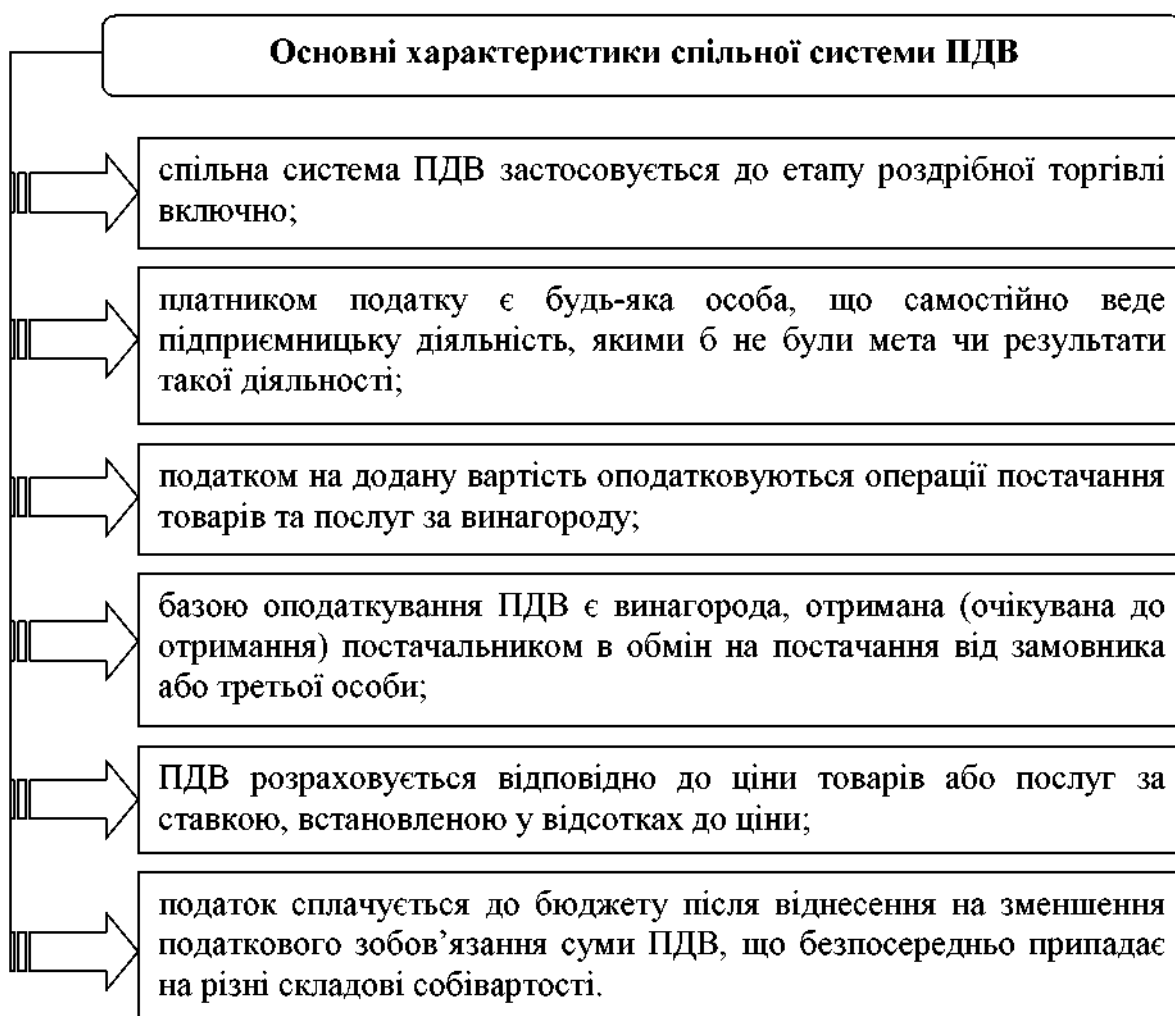 Основні характеристики спільної системи ПДВ
спільна система ПДВ застосовується до етапу роздрібної торгівлі
включно;
платником податку є будь-яка особа, що самостійно веде
підприємницьку діяльність, якими б не були мета чи результати
такої діяльності;
податком на додану вартість оподатковуються операції постачання
товарів та послуг за винагороду;
базою оподаткування ПДВ є винагорода, отримана (очікувана до
отримання) постачальником в обмін на постачання від замовника
або третьої особи;
ПДВ розраховується відповідно до ціни товарів або послуг за
ставкою, встановленою у відсотках до ціни;
податок сплачується до бюджету після віднесення на зменшення
податкового зобов’язання суми ПДВ, що безпосередньо припадає
на різні складові собівартості.